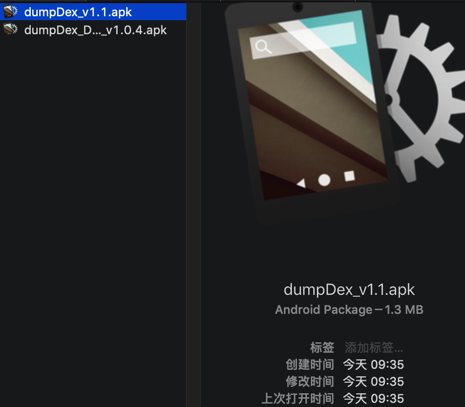 dumpDex_v1.1.apk
dumpDex_D..._v1.0.4.apk
dumpDex_v1.1.apk
Android Package – 1.3 MB
标签 添加标签...
创建时间 今天 09:35
修改时间 今天 09:35
上次打开时间 今天 09:35